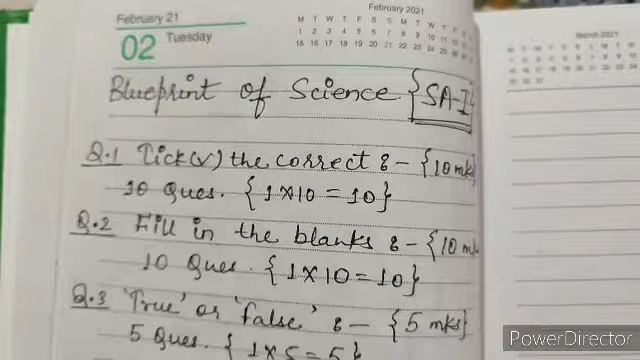 February 21
02 Tuesday
February 2021
M T W T F S S M T W T F S S
1 2 3 4 5 6 7 8 9 10 11 12 13
15 16 17 18 19 20 21 22 23 24 25
March 2021
Blueprint of Science {SA-I}
Q.1 Tick(√) the correct :- {10 mks}
10 Ques. {1×10=10}
Q.2 Fill in the blanks :- {10 m
10 Ques. {1×10=10}
Q.3 'True' or 'false' :- {5 mks}
5 Ques. {1×5=5}
PowerDirector